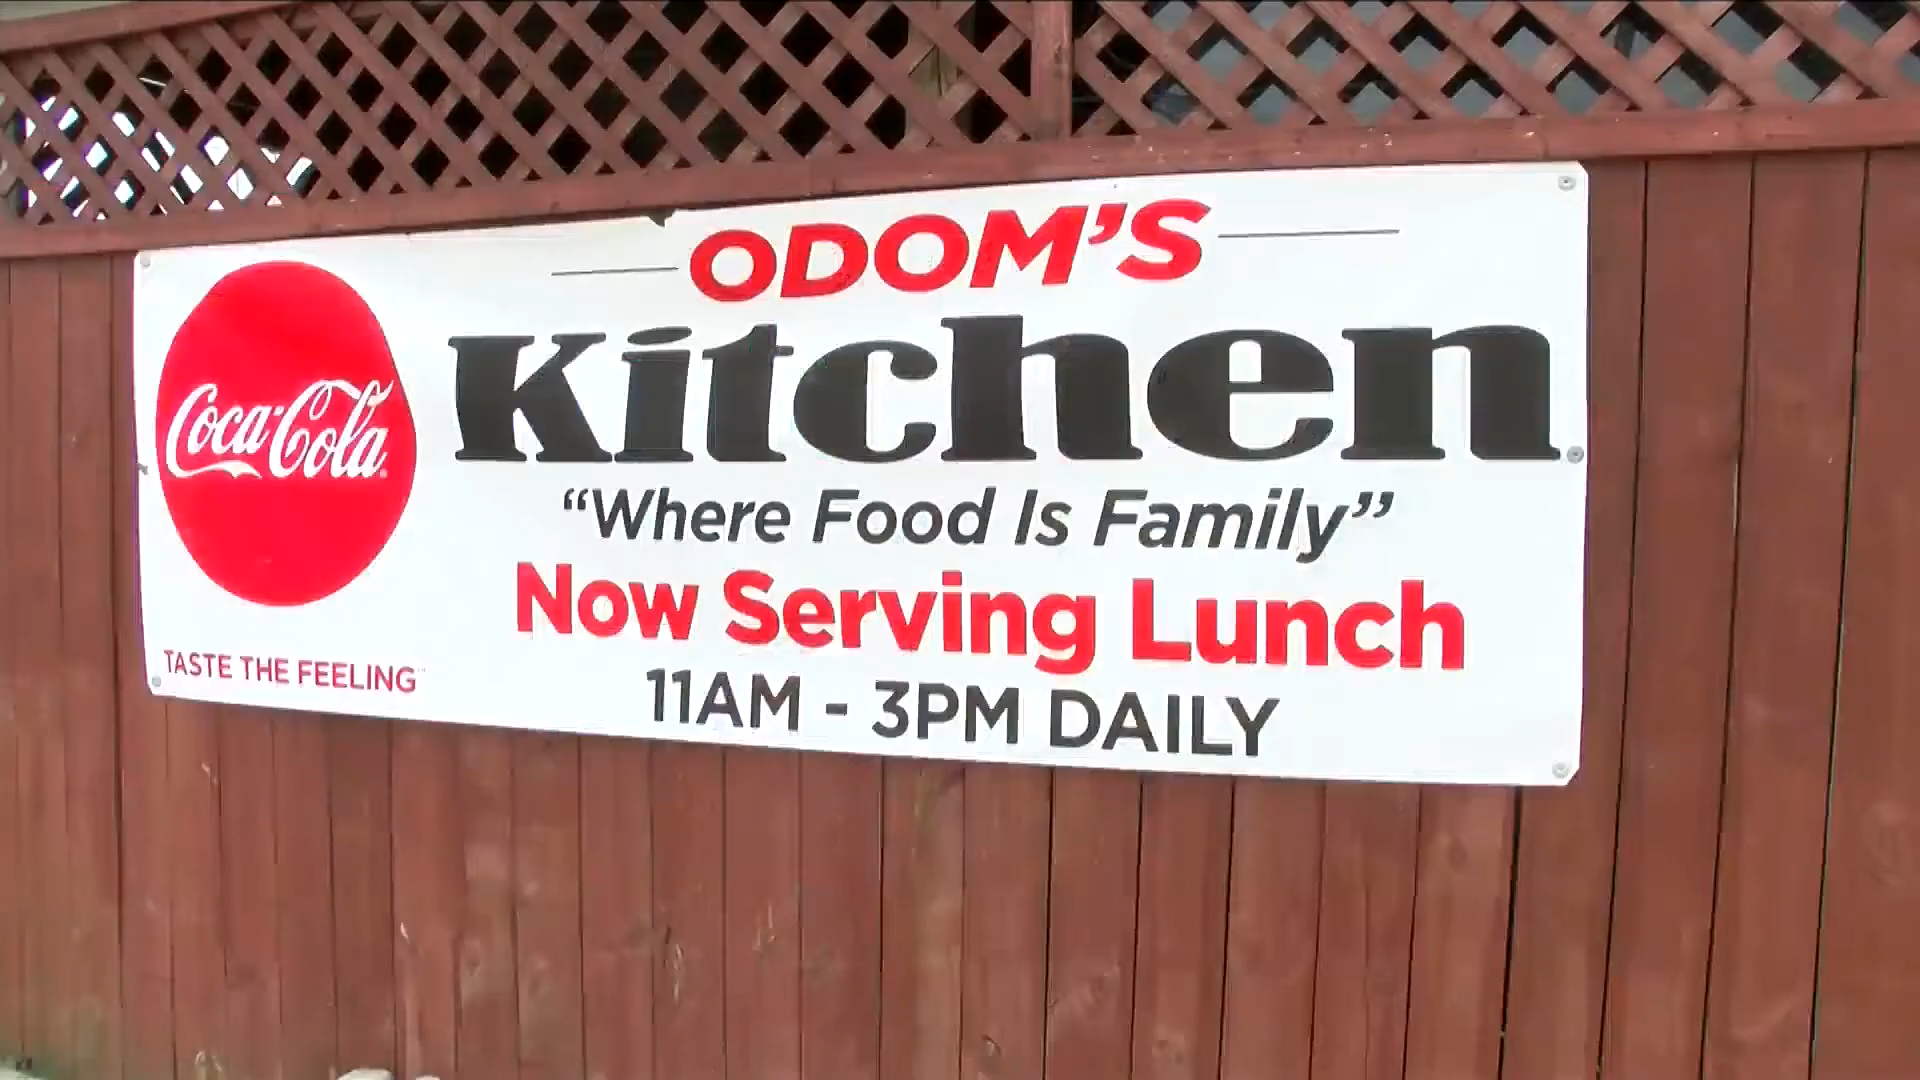 ODOM'S
Kitchen
"Where Food Is Family"
Now Serving Lunch
11AM - 3PM DAILY
Coca-Cola
TASTE THE FEELING